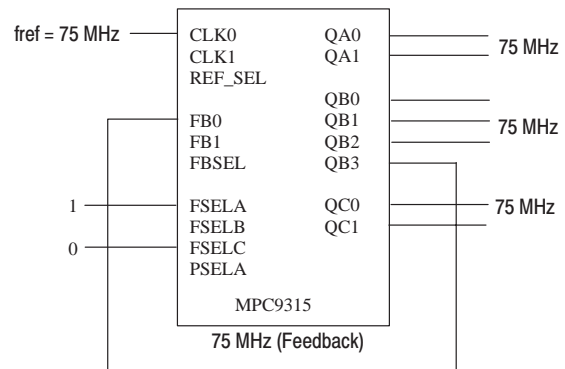 fref = 75 MHz
CLK0
CLK1
REF_SEL
FB0
FB1
FBSEL
1
FSELA
FSELB
0
FSELC
PSELA
QA0
QA1
75 MHz
QB0
QB1
QB2
QB3
75 MHz
QC0
QC1
75 MHz
MPC9315
75 MHz (Feedback)